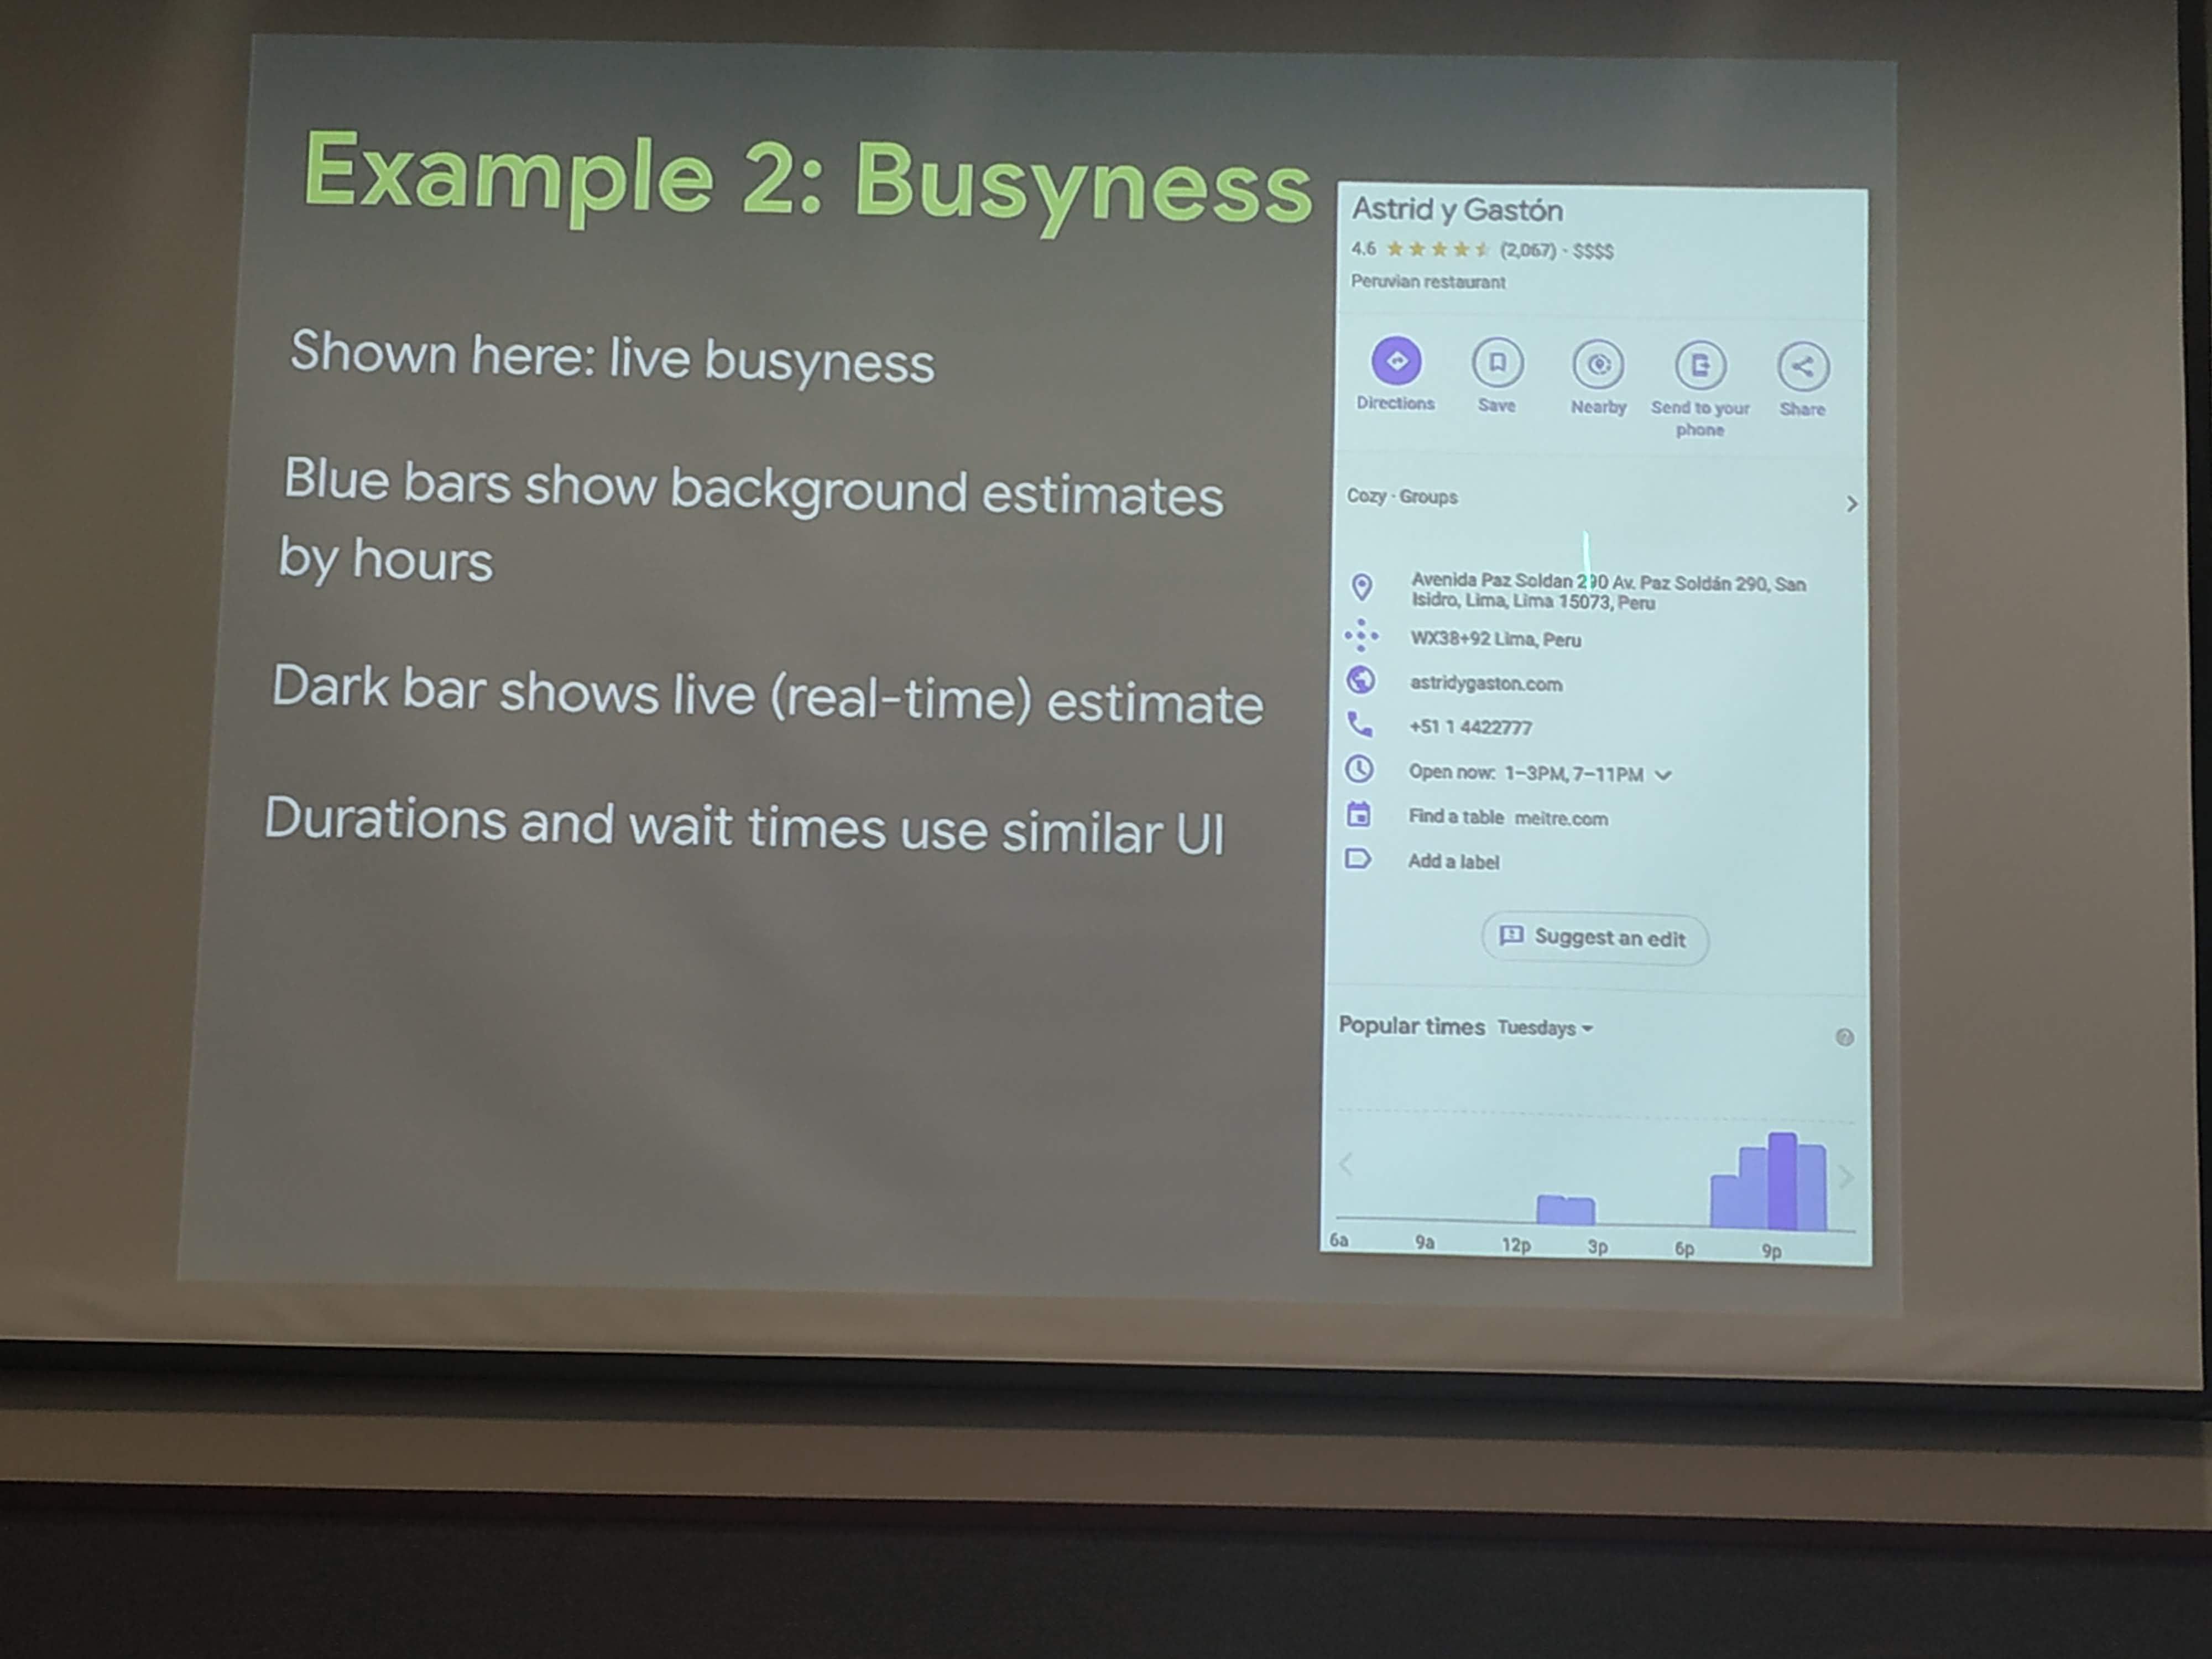 Example 2: Busyness
Shown here: live busyness
Blue bars show background estimates
by hours
Dark bar shows live (real-time) estimate
Durations and wait times use similar UI
Astrid y Gastón
4.6 (2,067) · $$$$
Peruvian restaurant
Directions
Save
Nearby
Send to your
phone
Share
Cozy · Groups
Avenida Paz Soldan 290 Av. Paz Soldán 290, San
Isidro, Lima, Lima 15073, Peru
WX38+92 Lima, Peru
astridygaston.com
+51 1 4422777
Open now: 1–3PM, 7–11PM
Find a table meitre.com
Add a label
Suggest an edit
Popular times Tuesdays
6a 9a 12p 3p 6p 9p